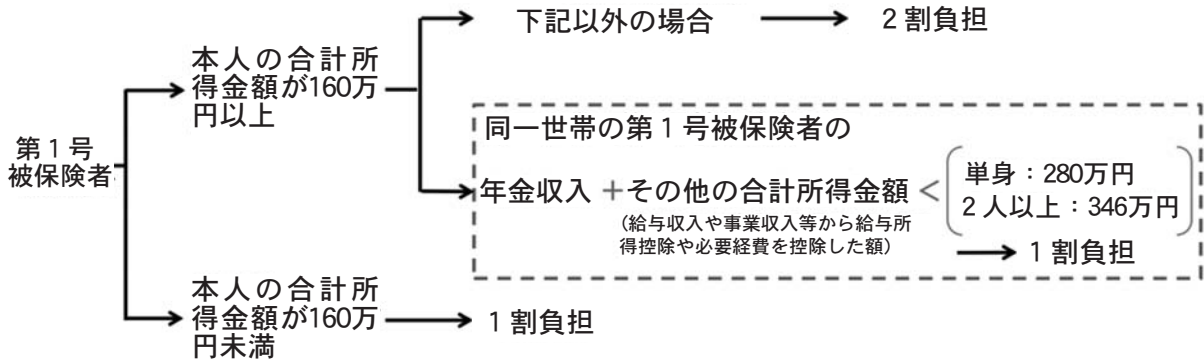 第1号
被保険者
本人の合計所
得金額が160万
円以上
下記以外の場合
2割負担
同一世帯の第1号被保険者の
年金収入 +その他の合計所得金額 <
(給与収入や事業収入等から給与所
得控除や必要経費を控除した額)
単身:280万円
2人以上:346万円
1割負担
本人の合計所
得金額が160万
円未満
1割負担